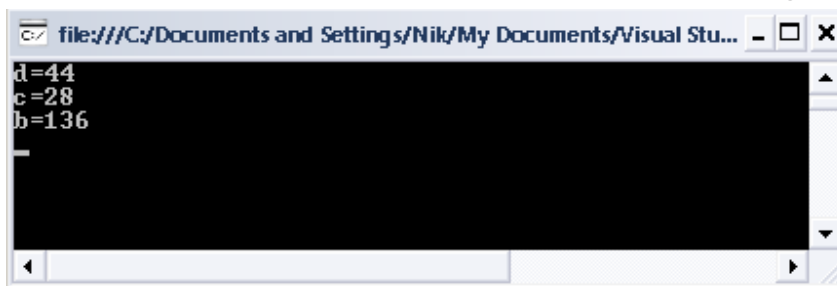 file:///C:/Documents and Settings/Nik/My Documents/Visual Stu...
d=44
c=28
b=136